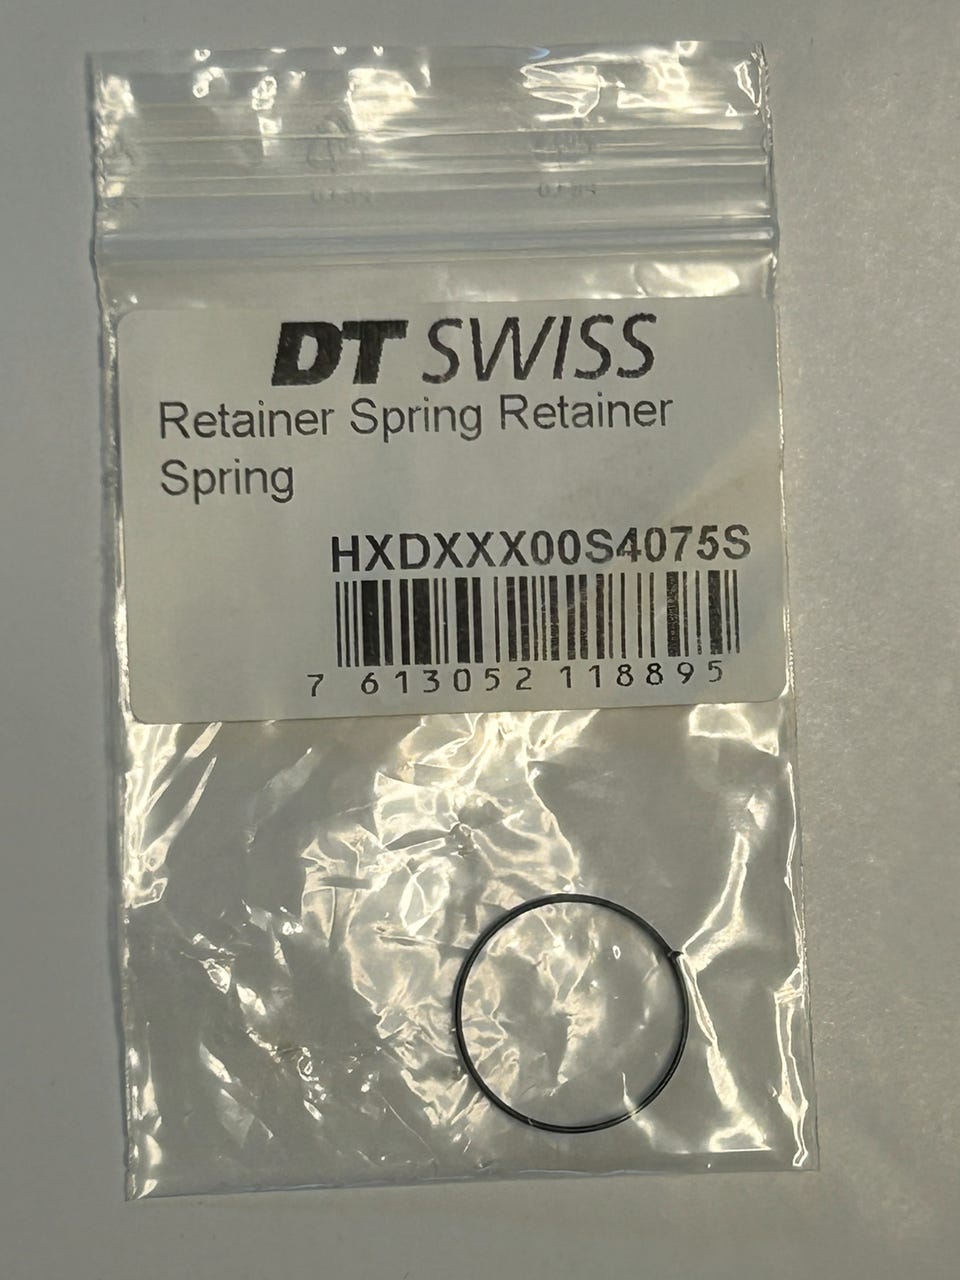 DT SWISS
Retainer Spring Retainer
Spring
HXDXXX00S4075S
7 613052 118895